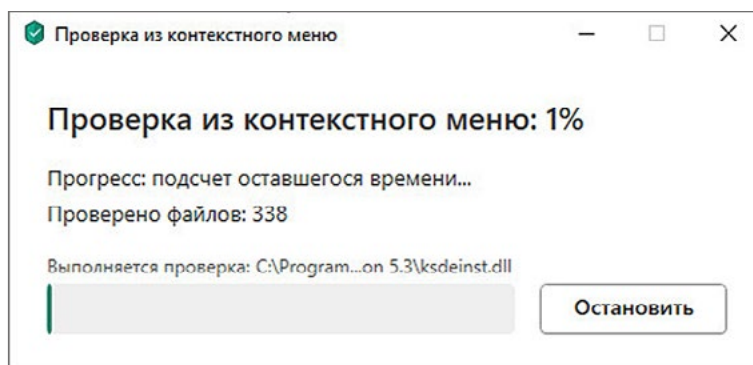 Проверка из контекстного меню
Проверка из контекстного меню: 1%
Прогресс: подсчет оставшегося времени...
Проверено файлов: 338
Выполняется проверка: C:\Program...on 5.3\ksdeinst.dll
Остановить